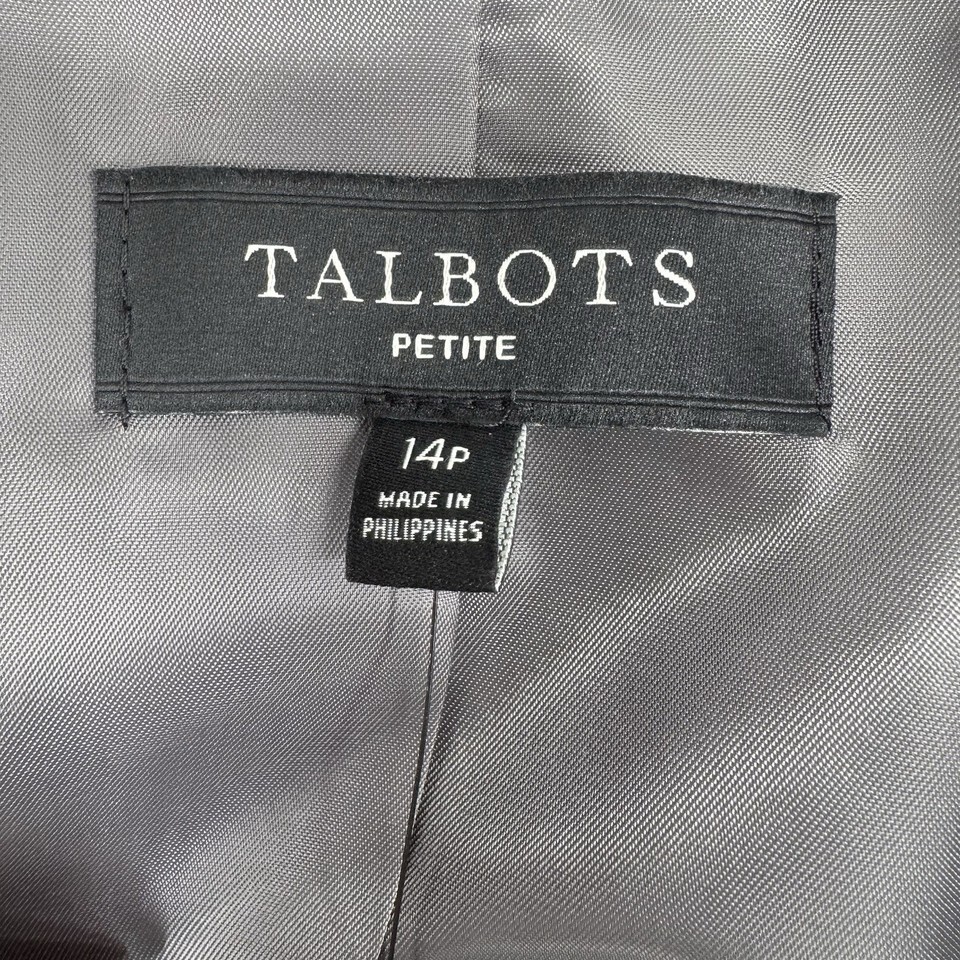 TALBOTS
PETITE
14P
MADE IN
PHILIPPINES